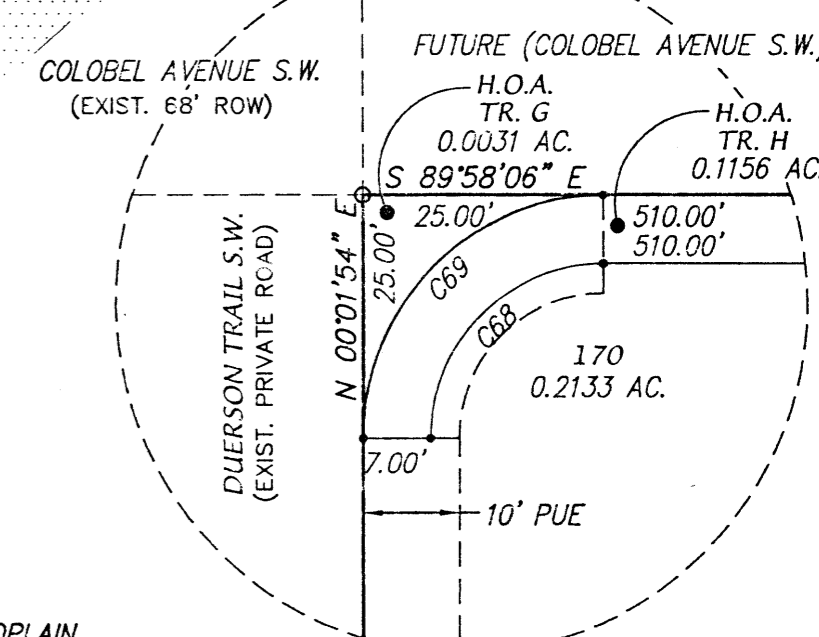 COLOBEL AVENUE S.W.
(EXIST. 68' ROW)
FUTURE (COLOBEL AVENUE S.W.)
H.O.A.
TR. G
0.0031 AC.
H.O.A.
TR. H
0.1156 AC.
S 89°58'06" E
25.00'
510.00'
510.00'
N 00°01'54" E
25.00'
DUERSON TRAIL S.W.
(EXIST. PRIVATE ROAD)
C69
C68
170
0.2133 AC.
7.00'
10' PUE